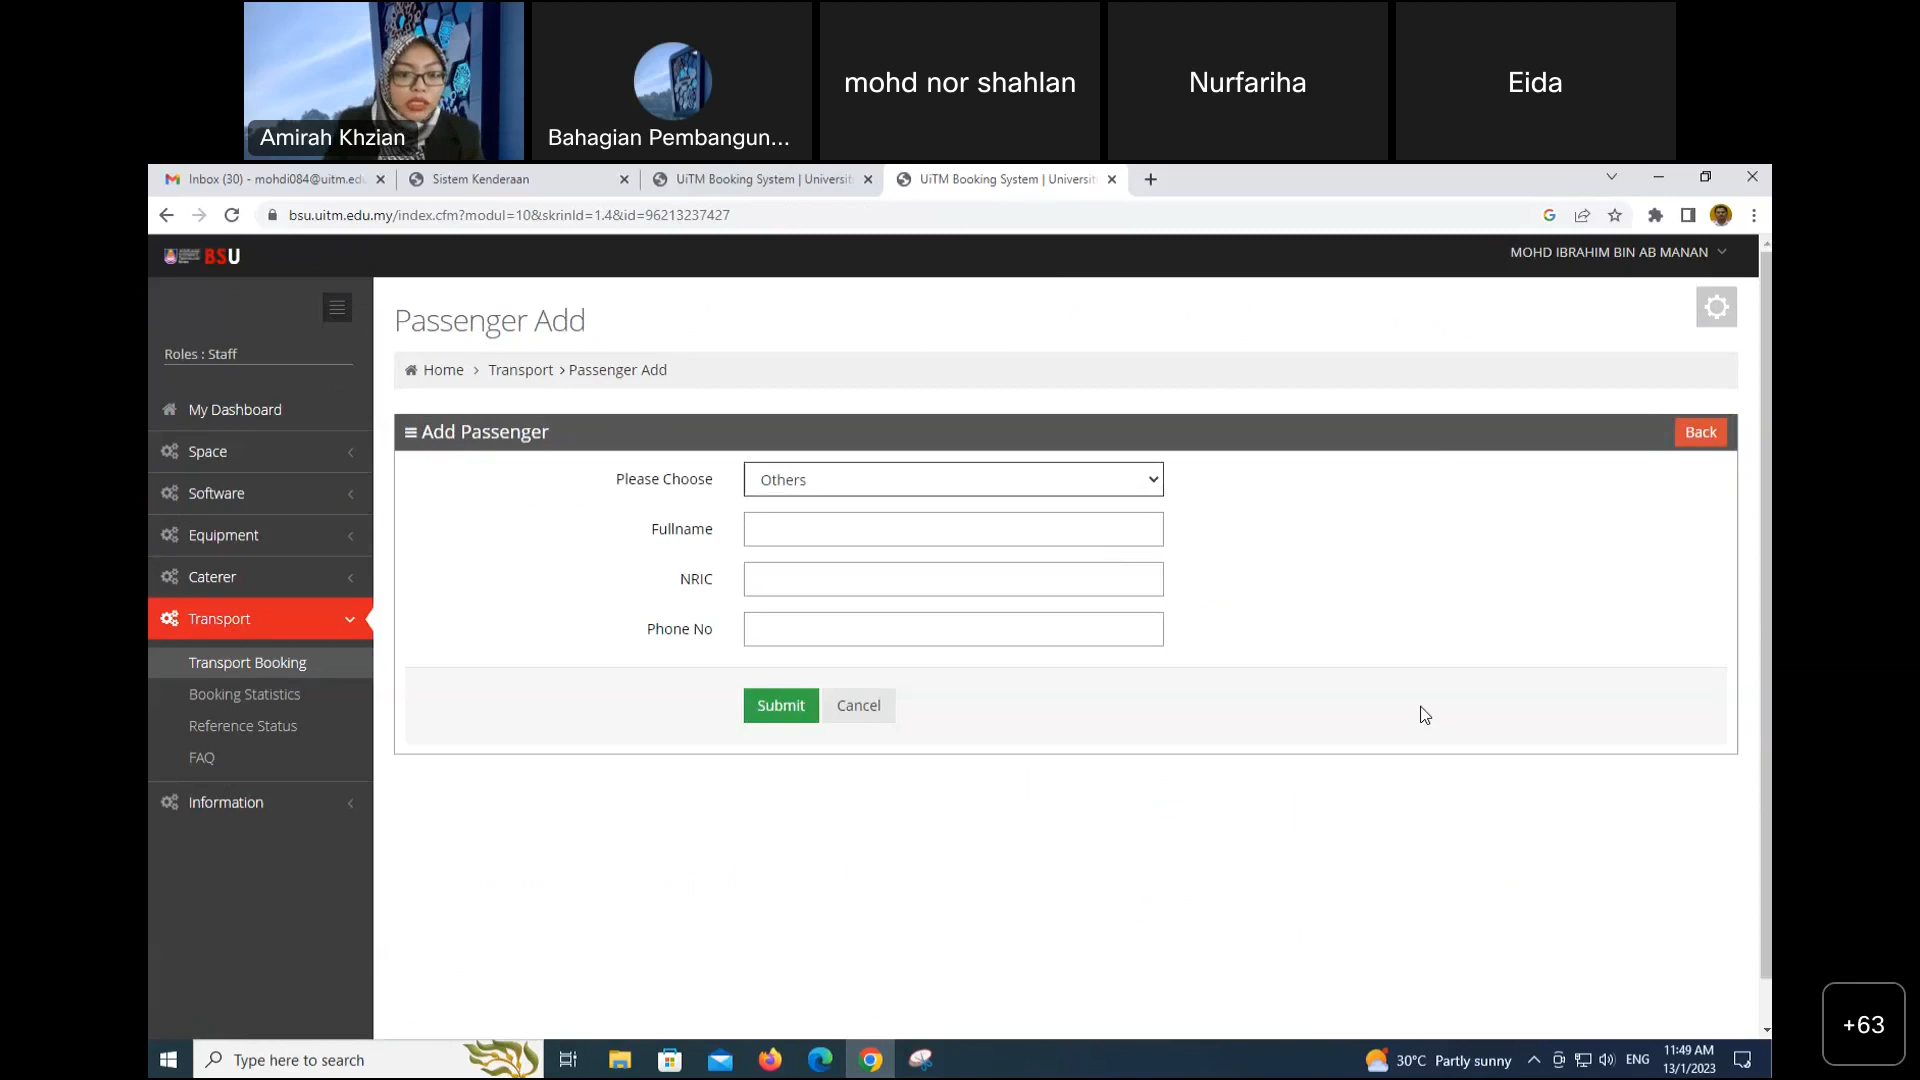 mohd nor shahlan
Nurfariha
Eida
Amirah Khzian
Bahagian Pembangun...
Inbox (30) - mohdi084@uitm.ed
Sistem Kenderaan
UiTM Booking System | Universit
UiTM Booking System | Universit
bsu.uitm.edu.my/index.cfm?modul=10&skrinId=1.4&id=96213237427
BSU
MOHD IBRAHIM BIN AB MANAN
Passenger Add
Roles : Staff
Home > Transport > Passenger Add
My Dashboard
Add Passenger
Back
Space
Please Choose
Others
Software
Fullname
Equipment
Caterer
NRIC
Transport
Phone No
Transport Booking
Booking Statistics
Submit
Cancel
Reference Status
FAQ
Information
+63
Type here to search
30°C Partly sunny
ENG
11:49 AM
13/1/2023